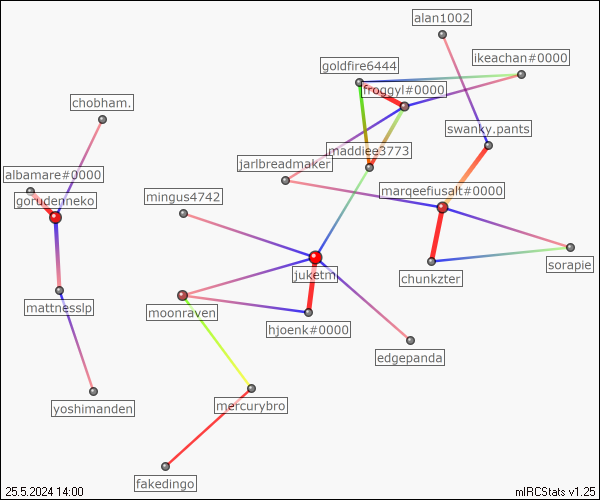 alan1002
ikeachan#0000
goldfire6444
froggyl#0000
chobham.
swanky.pants
maddiee3773
jarlbreadmaker
albamare#0000
marqeefiusalt#0000
mingus4742
gorudenneko
sorapie
juketm
chunkzter
mattnesslp
moonraven
hjoenk#0000
edgepanda
yoshimanden
mercurybro
fakedingo
25.5.2024 14:00
mIRCStats v1.25